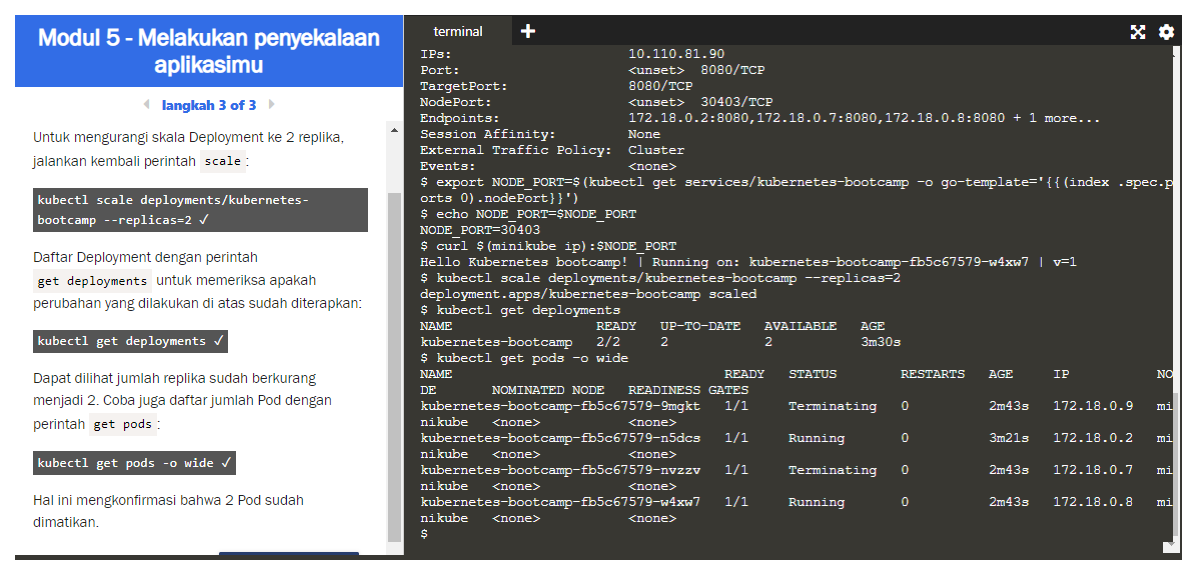 Modul 5 - Melakukan penyekalaan
aplikasimu
langkah 3 of 3
Untuk mengurangi skala Deployment ke 2 replika,
jalankan kembali perintah scale:
kubectl scale deployments/kubernetes-
bootcamp --replicas=2 ✓
Daftar Deployment dengan perintah
get deployments untuk memeriksa apakah
perubahan yang dilakukan di atas sudah diterapkan:
kubectl get deployments ✓
Dapat dilihat jumlah replika sudah berkurang
menjadi 2. Coba juga daftar jumlah Pod dengan
perintah get pods:
kubectl get pods -o wide ✓
Hal ini mengkonfirmasi bahwa 2 Pod sudah
dimatikan.
terminal +
IPs: 10.110.81.90
Port: <unset> 8080/TCP
TargetPort: 8080/TCP
NodePort: <unset> 30403/TCP
Endpoints: 172.18.0.2:8080,172.18.0.7:8080,172.18.0.8:8080 + 1 more...
Session Affinity: None
External Traffic Policy: Cluster
Events: <none>
$ export NODE_PORT=$(kubectl get services/kubernetes-bootcamp -o go-template='{{(index .spec.p
orts 0).nodePort}}')
$ echo NODE_PORT=$NODE_PORT
NODE_PORT=30403
$ curl $(minikube ip):$NODE_PORT
Hello Kubernetes bootcamp! | Running on: kubernetes-bootcamp-fb5c67579-w4xw7 | v=1
$ kubectl scale deployments/kubernetes-bootcamp --replicas=2
deployment.apps/kubernetes-bootcamp scaled
$ kubectl get deployments
NAME READY UP-TO-DATE AVAILABLE AGE
kubernetes-bootcamp 2/2 2 2 3m30s
$ kubectl get pods -o wide
NAME READY STATUS RESTARTS AGE IP NO
DE NOMINATED NODE READINESS GATES
kubernetes-bootcamp-fb5c67579-9mgkt 1/1 Terminating 0 2m43s 172.18.0.9 mi
nikube <none> <none>
kubernetes-bootcamp-fb5c67579-n5dcs 1/1 Running 0 3m21s 172.18.0.2 mi
nikube <none> <none>
kubernetes-bootcamp-fb5c67579-nvzzv 1/1 Terminating 0 2m43s 172.18.0.7 mi
nikube <none> <none>
kubernetes-bootcamp-fb5c67579-w4xw7 1/1 Running 0 2m43s 172.18.0.8 mi
nikube <none> <none>
$